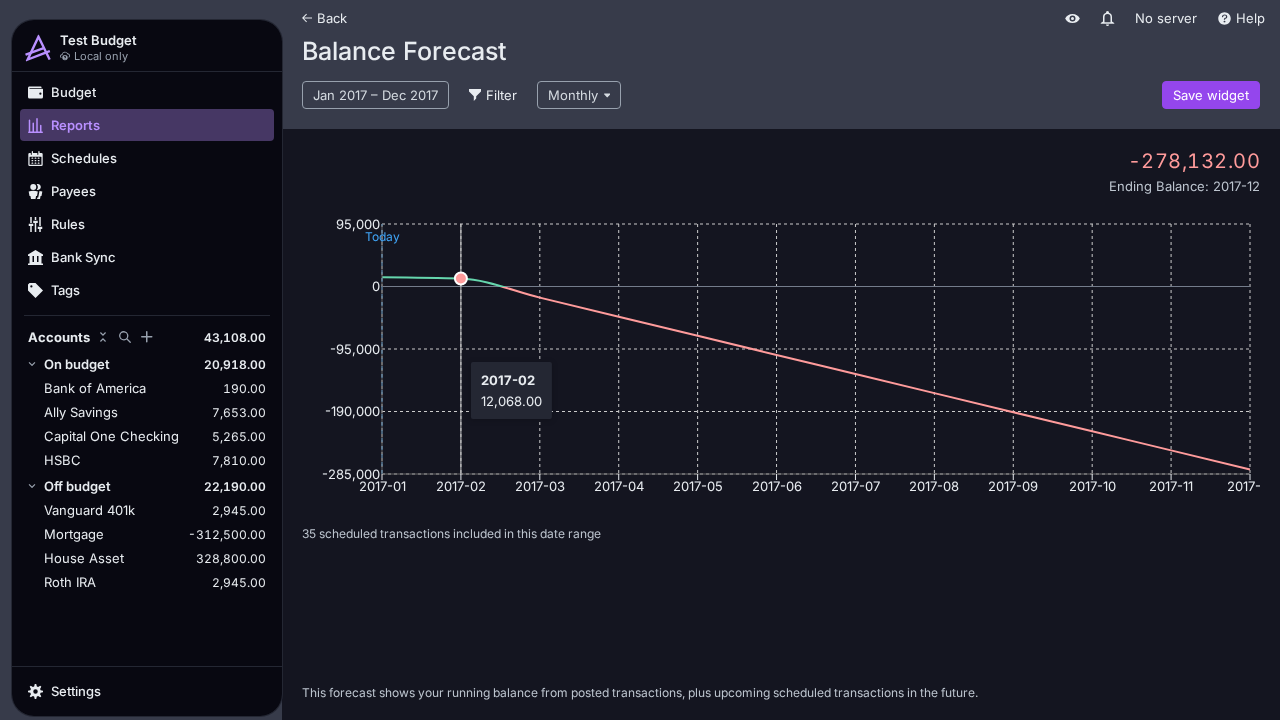 Test Budget
Local only
Budget
Reports
Schedules
Payees
Rules
Bank Sync
Tags
Accounts 43,108.00
On budget 20,918.00
Bank of America 190.00
Ally Savings 7,653.00
Capital One Checking 5,265.00
HSBC 7,810.00
Off budget 22,190.00
Vanguard 401k 2,945.00
Mortgage -312,500.00
House Asset 328,800.00
Roth IRA 2,945.00
Settings
Back
No server Help
Balance Forecast
Jan 2017 – Dec 2017 Filter Monthly Save widget
-278,132.00
Ending Balance: 2017-12
95,000
Today
0
-95,000
-190,000
-285,000
2017-02
12,068.00
2017-01 2017-02 2017-03 2017-04 2017-05 2017-06 2017-07 2017-08 2017-09 2017-10 2017-11 2017-
35 scheduled transactions included in this date range
This forecast shows your running balance from posted transactions, plus upcoming scheduled transactions in the future.